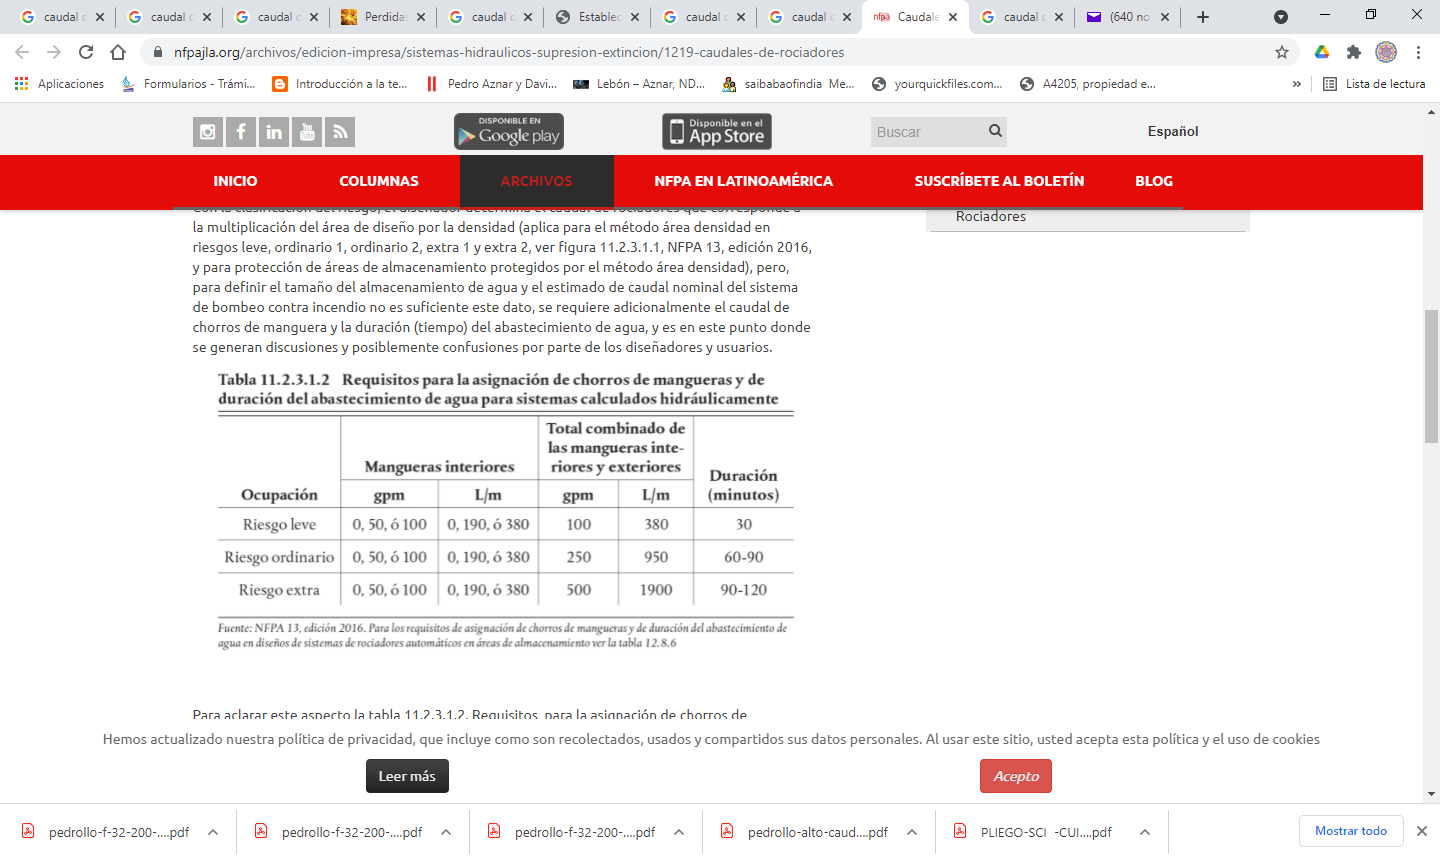 caudal c
caudal c
caudal c
Perdidas
caudal c
Establec
caudal c
caudal c
nfpa Caudale
caudal c
(640 no
nfpajla.org/archivos/edicion-impresa/sistemas-hidraulicos-supresion-extincion/1219-caudales-de-rociadores
Aplicaciones
Formularios - Trámi...
Introducción a la te...
Pedro Aznar y Davi...
Lebón – Aznar, ND...
saibabaofindia Me...
yourquickfiles.com...
A4205, propiedad e...
»
Lista de lectura
DISPONIBLE EN
Google play
Disponible en el
App Store
Buscar
Español
INICIO
COLUMNAS
ARCHIVOS
NFPA EN LATINOAMÉRICA
SUSCRÍBETE AL BOLETÍN
BLOG
Rociadores
Con la clasificación del riesgo, el diseñador determina el caudal de rociadores que corresponde a
la multiplicación del área de diseño por la densidad (aplica para el método área densidad en
riesgos leve, ordinario 1, ordinario 2, extra 1 y extra 2, ver figura 11.2.3.1.1, NFPA 13, edición 2016,
y para protección de áreas de almacenamiento protegidos por el método área densidad), pero,
para definir el tamaño del almacenamiento de agua y el estimado de caudal nominal del sistema
de bombeo contra incendio no es suficiente este dato, se requiere adicionalmente el caudal de
chorros de manguera y la duración (tiempo) del abastecimiento de agua, y es en este punto donde
se generan discusiones y posiblemente confusiones por parte de los diseñadores y usuarios.
Tabla 11.2.3.1.2 Requisitos para la asignación de chorros de mangueras y de
duración del abastecimiento de agua para sistemas calculados hidráulicamente
Ocupación
Mangueras interiores
Total combinado de
las mangueras inte-
riores y exteriores
Duración
(minutos)
gpm L/m gpm L/m
Riesgo leve 0, 50, ó 100 0, 190, ó 380 100 380 30
Riesgo ordinario 0, 50, ó 100 0, 190, ó 380 250 950 60-90
Riesgo extra 0, 50, ó 100 0, 190, ó 380 500 1900 90-120
Fuente: NFPA 13, edición 2016. Para los requisitos de asignación de chorros de mangueras y de duración del abastecimiento de
agua en diseños de sistemas de rociadores automáticos en áreas de almacenamiento ver la tabla 12.8.6
Para aclarar este aspecto la tabla 11.2.3.1.2. Requisitos para la asignación de chorros de
Hemos actualizado nuestra política de privacidad, que incluye como son recolectados, usados y compartidos sus datos personales. Al usar este sitio, usted acepta esta política y el uso de cookies
Leer más
Acepto
pedrollo-f-32-200-....pdf
pedrollo-f-32-200-....pdf
pedrollo-f-32-200-....pdf
pedrollo-alto-caud....pdf
PLIEGO-SCI -CUI....pdf
Mostrar todo